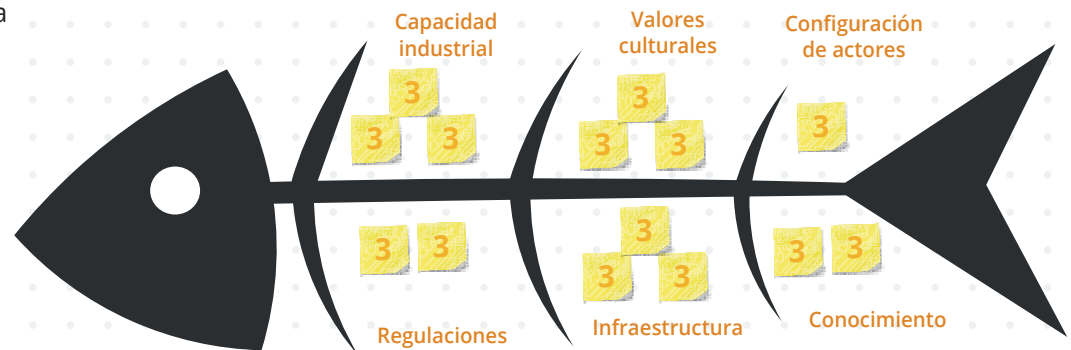 a
Capacidad
industrial
Valores
culturales
Configuración
de actores
3
3 3
3
3 3
3
3 3
3
3 3
3 3
Regulaciones
Infraestructura
Conocimiento